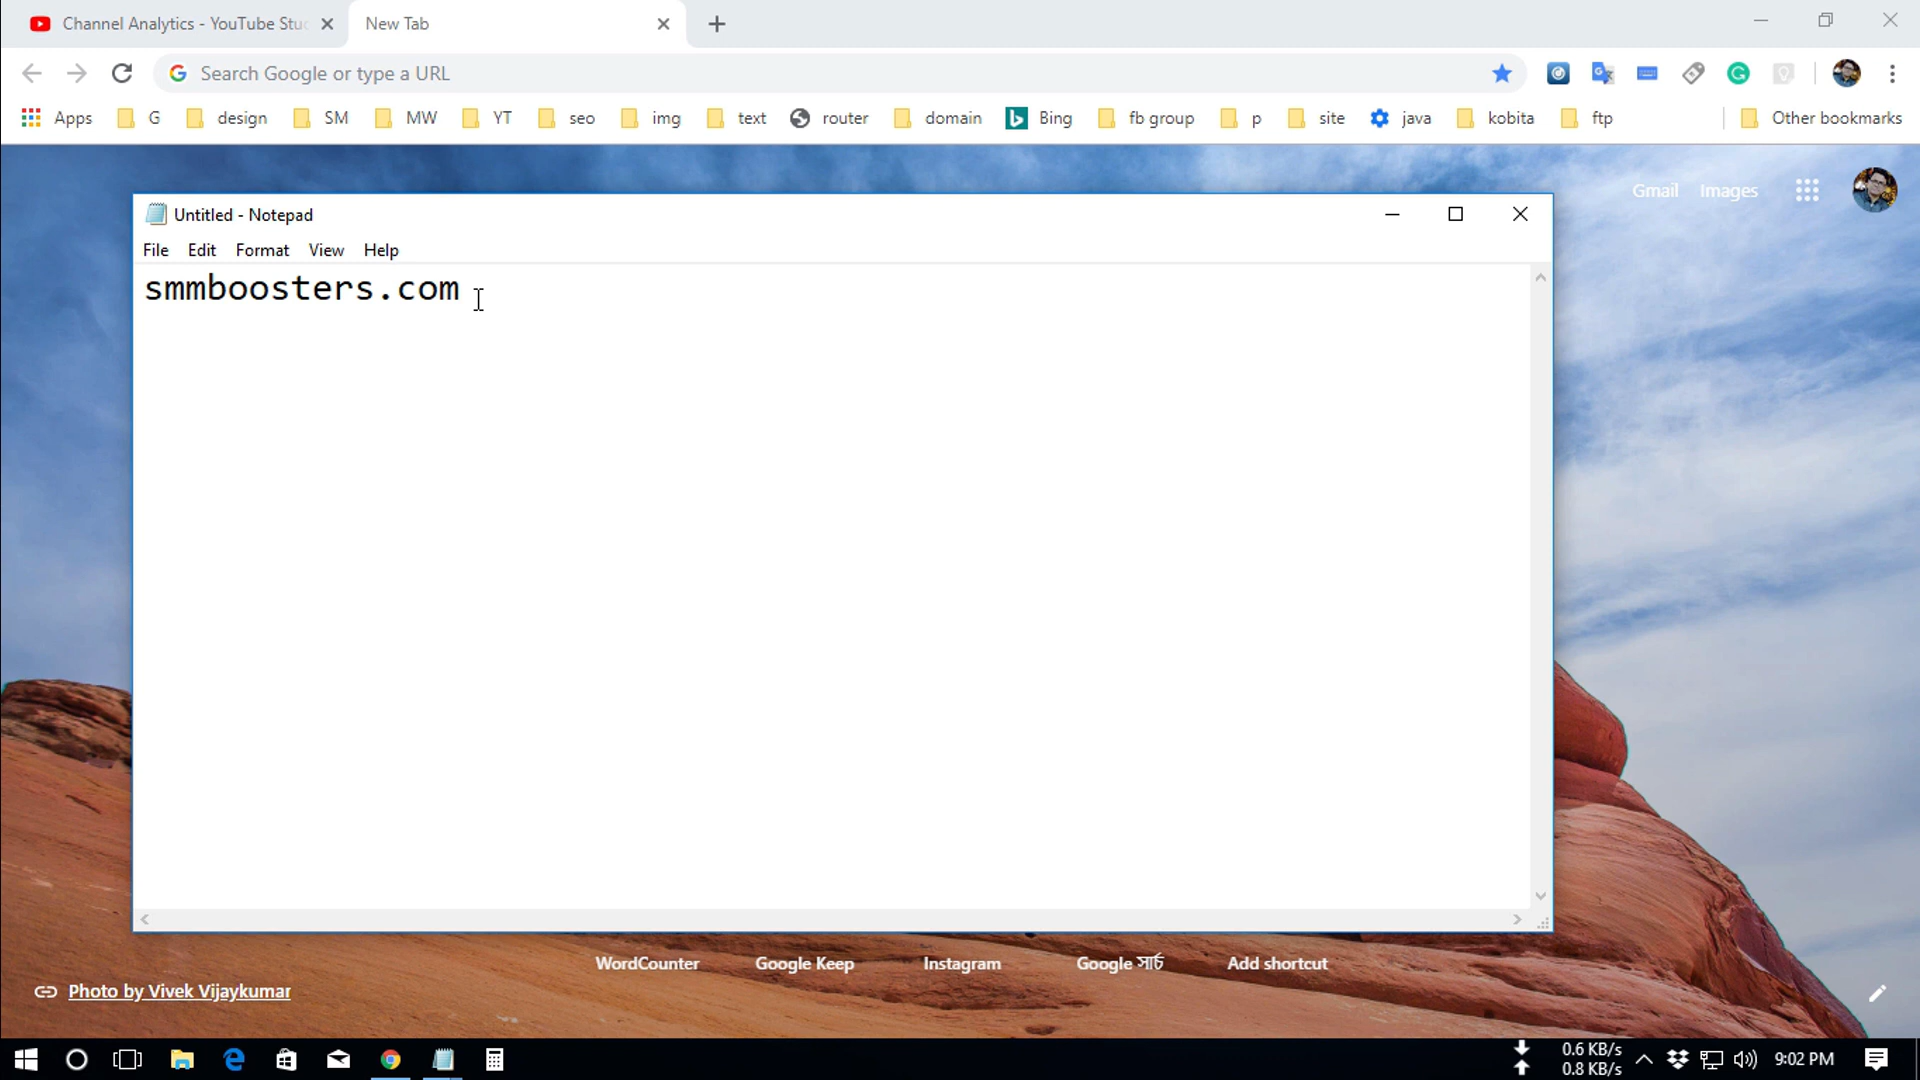 Channel Analytics - YouTube Stu
New Tab
Search Google or type a URL
Apps G design SM MW YT seo img text router domain Bing fb group p site java kobita ftp Other bookmarks
Gmail Images
Untitled - Notepad
File Edit Format View Help
smmboosters.com
WordCounter Google Keep Instagram Google সার্চ Add shortcut
Photo by Vivek Vijaykumar
0.6 KB/s
0.8 KB/s
9:02 PM